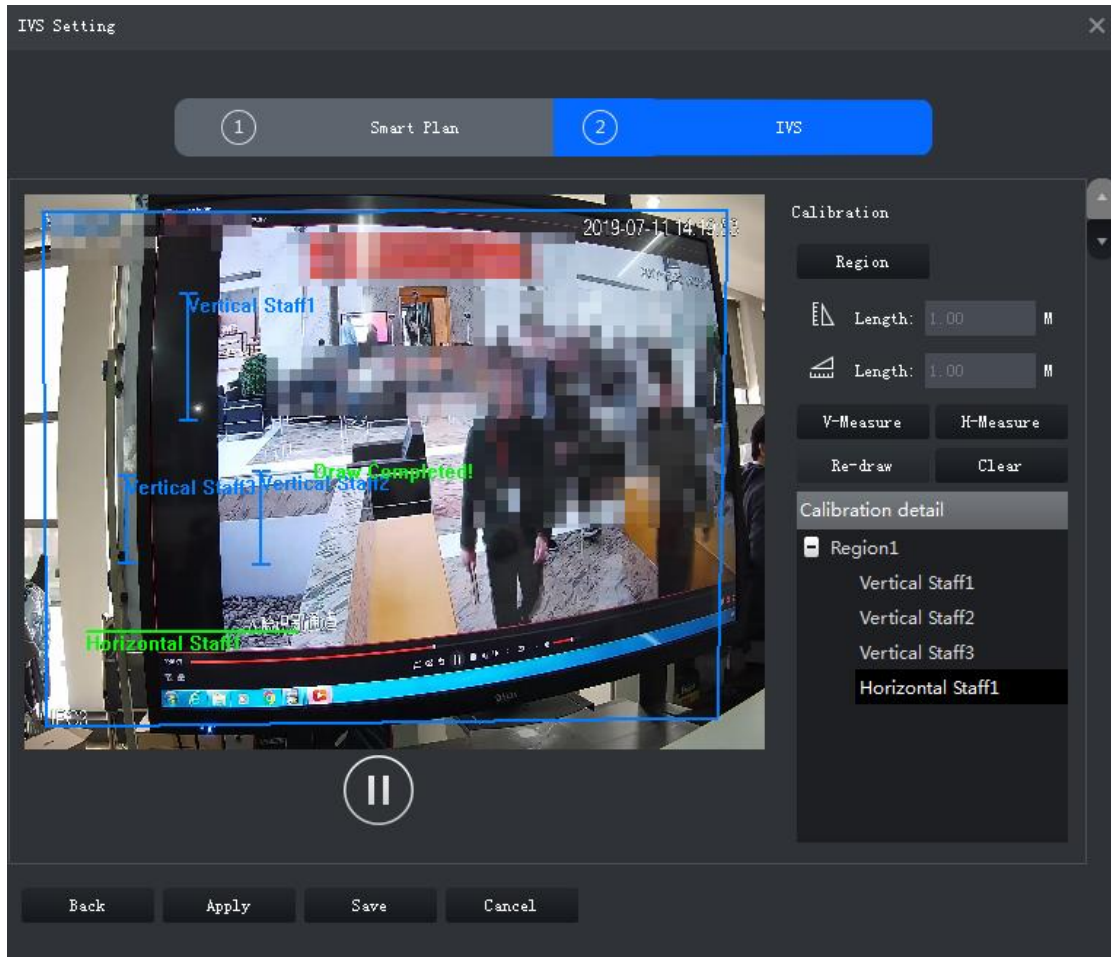 IVS Setting
1 Smart Plan
2 IVS
2019-07-11 14:19:
Calibration
Region
Length: 1.00 M
Length: 1.00 M
V-Measure H-Measure
Re-draw Clear
Calibration detail
Region1
Vertical Staff1
Vertical Staff2
Vertical Staff3
Horizontal Staff1
Vertical Staff1
Draw Completed!
Vertical Staff3 Vertical Staff2
Horizontal Staff1
Back Apply Save Cancel